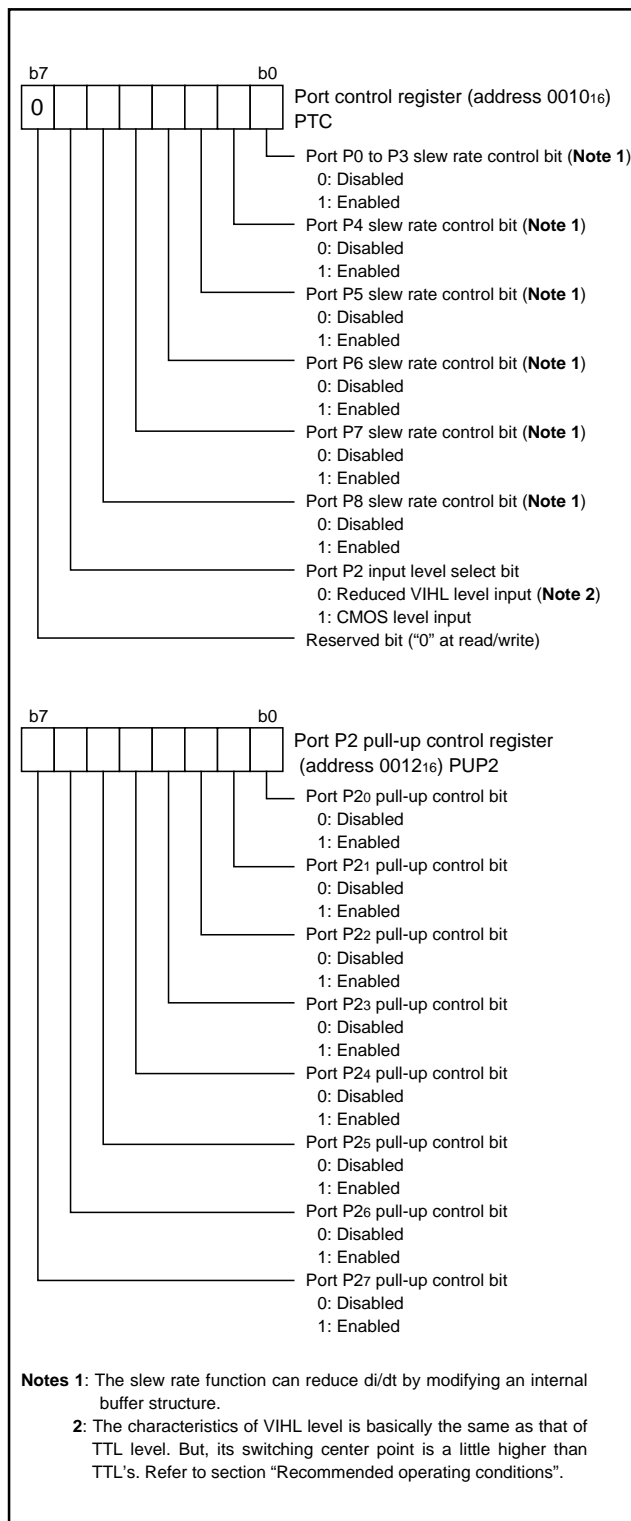 b7 b0
0
Port control register (address 001016)
PTC
Port P0 to P3 slew rate control bit (Note 1)
0: Disabled
1: Enabled
Port P4 slew rate control bit (Note 1)
0: Disabled
1: Enabled
Port P5 slew rate control bit (Note 1)
0: Disabled
1: Enabled
Port P6 slew rate control bit (Note 1)
0: Disabled
1: Enabled
Port P7 slew rate control bit (Note 1)
0: Disabled
1: Enabled
Port P8 slew rate control bit (Note 1)
0: Disabled
1: Enabled
Port P2 input level select bit
0: Reduced VIHL level input (Note 2)
1: CMOS level input
Reserved bit (“0” at read/write)
b7 b0
Port P2 pull-up control register
(address 001216) PUP2
Port P20 pull-up control bit
0: Disabled
1: Enabled
Port P21 pull-up control bit
0: Disabled
1: Enabled
Port P22 pull-up control bit
0: Disabled
1: Enabled
Port P23 pull-up control bit
0: Disabled
1: Enabled
Port P24 pull-up control bit
0: Disabled
1: Enabled
Port P25 pull-up control bit
0: Disabled
1: Enabled
Port P26 pull-up control bit
0: Disabled
1: Enabled
Port P27 pull-up control bit
0: Disabled
1: Enabled
Notes 1: The slew rate function can reduce di/dt by modifying an internal
buffer structure.
2: The characteristics of VIHL level is basically the same as that of
TTL level. But, its switching center point is a little higher than
TTL’s. Refer to section “Recommended operating conditions”.